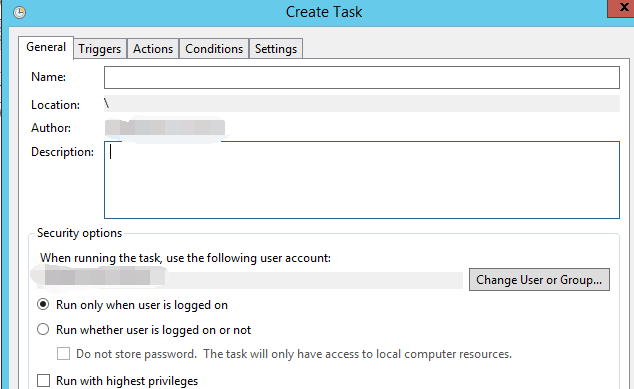 Create Task
General Triggers Actions Conditions Settings
Name:
Location: \
Author:
Description:
Security options
When running the task, use the following user account:
Change User or Group...
Run only when user is logged on
Run whether user is logged on or not
Do not store password. The task will only have access to local computer resources.
Run with highest privileges